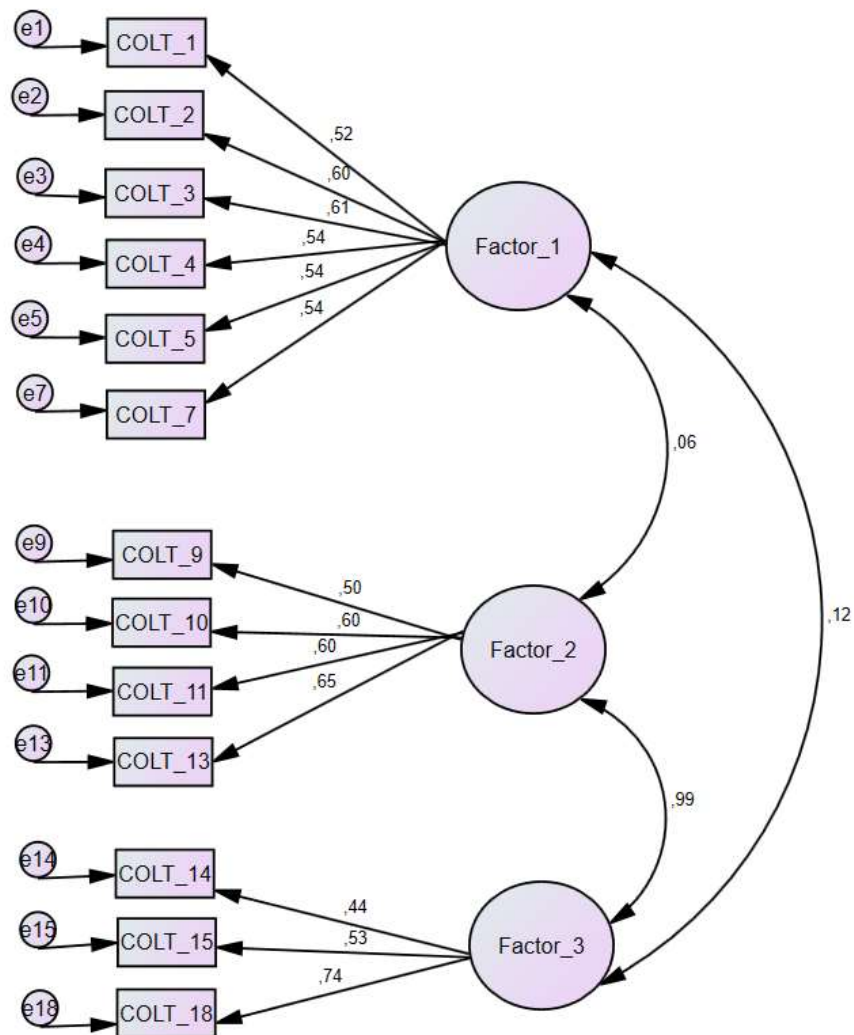 e1
COLT_1
e2
COLT_2
e3
COLT_3
e4
COLT_4
e5
COLT_5
e7
COLT_7
,52
,60
,61
,54
,54
,54
Factor_1
,06
,12
e9
COLT_9
e10
COLT_10
e11
COLT_11
e13
COLT_13
,50
,60
,60
,65
Factor_2
,99
e14
COLT_14
e15
COLT_15
e18
COLT_18
,44
,53
,74
Factor_3